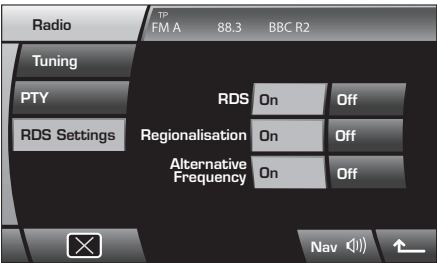 Radio
TP
FM A 88.3 BBC R2
Tuning
PTY
RDS Settings
RDS On Off
Regionalisation On Off
Alternative
Frequency On Off
Nav